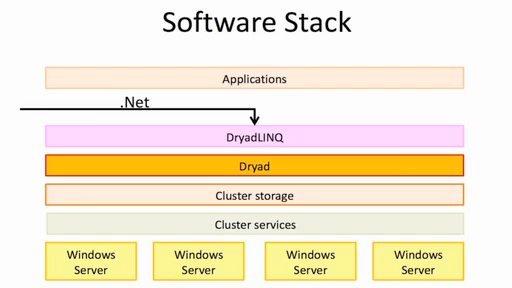 Software Stack
Applications
.Net
DryadLINQ
Dryad
Cluster storage
Cluster services
Windows Server
Windows Server
Windows Server
Windows Server